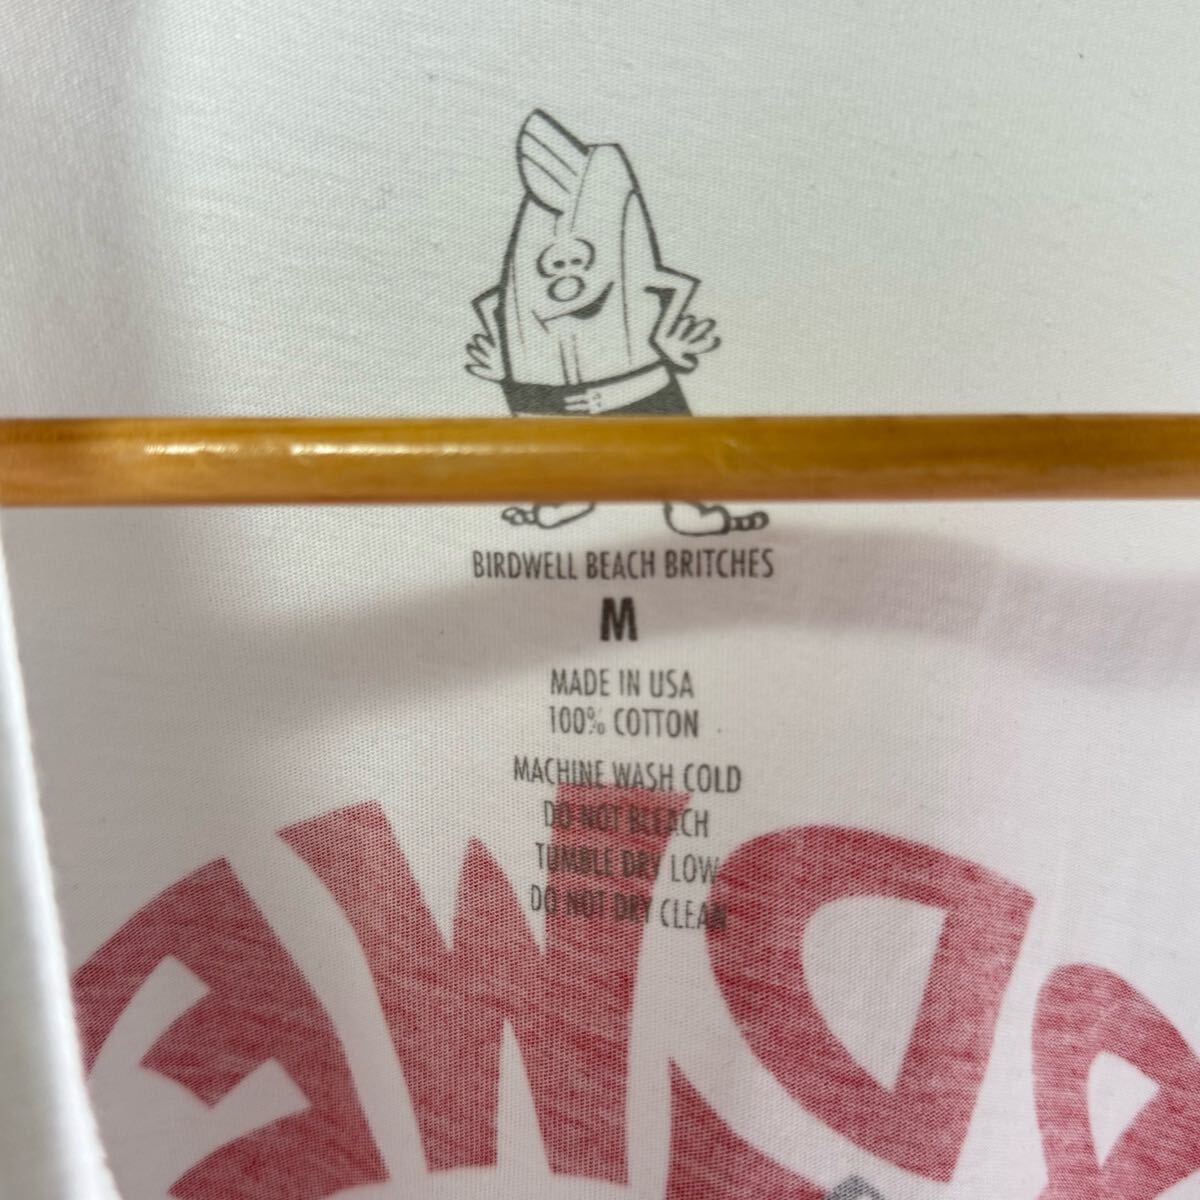 BIRDWELL BEACH BRITCHES
M
MADE IN USA
100% COTTON
MACHINE WASH COLD
DO NOT BLEACH
TUMBLE DRY LOW
DO NOT DRY CLEAN